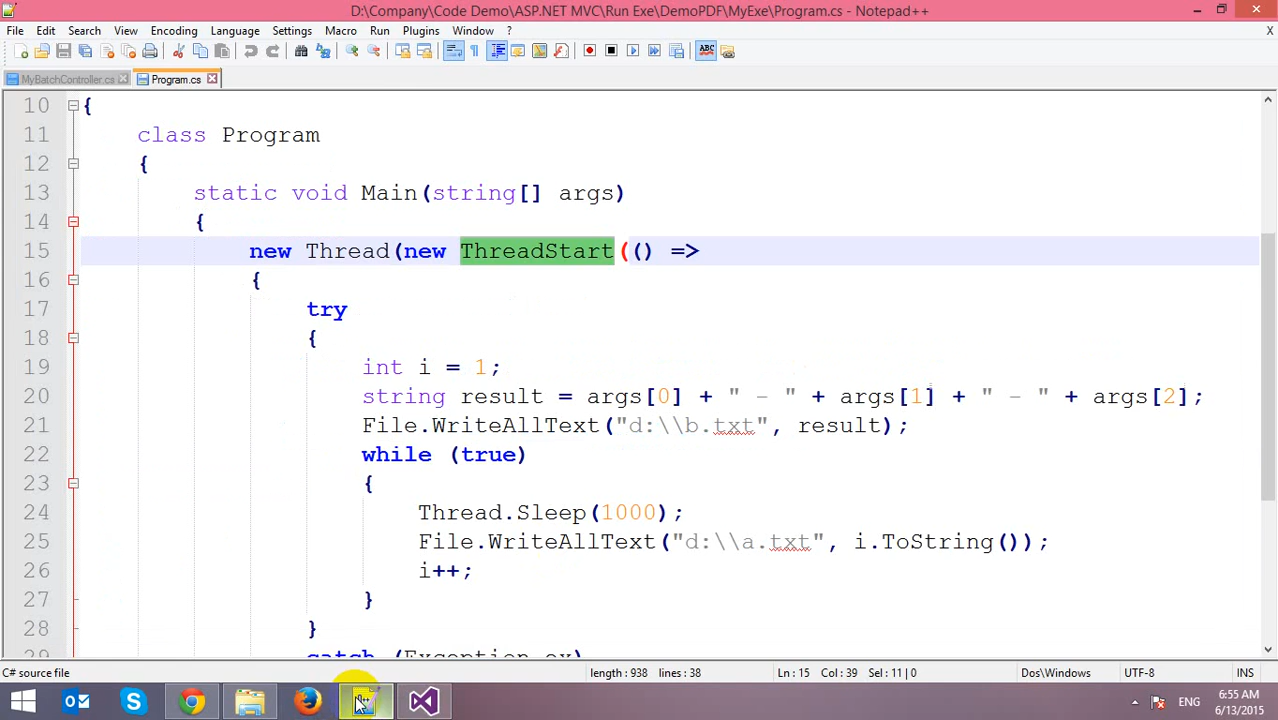 D:\Company\Code Demo\ASP.NET MVC\Run Exe\DemoPDF\MyExe\Program.cs - Notepad++
File Edit Search View Encoding Language Settings Macro Run Plugins Window ? X
MyBatchController.cs Program.cs
10 {
11 class Program
12 {
13 static void Main(string[] args)
14 {
15 new Thread(new ThreadStart(() =>
16 {
17 try
18 {
19 int i = 1;
20 string result = args[0] + " - " + args[1] + " - " + args[2];
21 File.WriteAllText("d:\\b.txt", result);
22 while (true)
23 {
24 Thread.Sleep(1000);
25 File.WriteAllText("d:\\a.txt", i.ToString());
26 i++;
27 }
28 }
catch (Exception ex)
C# source file length : 938 lines : 38 Ln : 15 Col : 39 Sel : 11 | 0 Dos\Windows UTF-8 INS
ENG 6:55 AM
6/13/2015